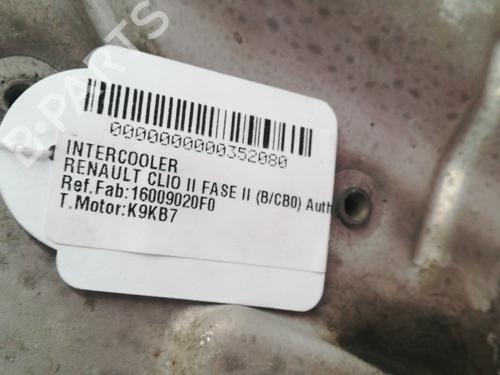 0000000000352080
INTERCOOLER
RENAULT CLIO II FASE II (B/CB0) Auth
Ref.Fab:16009020F0
T.Motor:K9KB7
B-PARTS